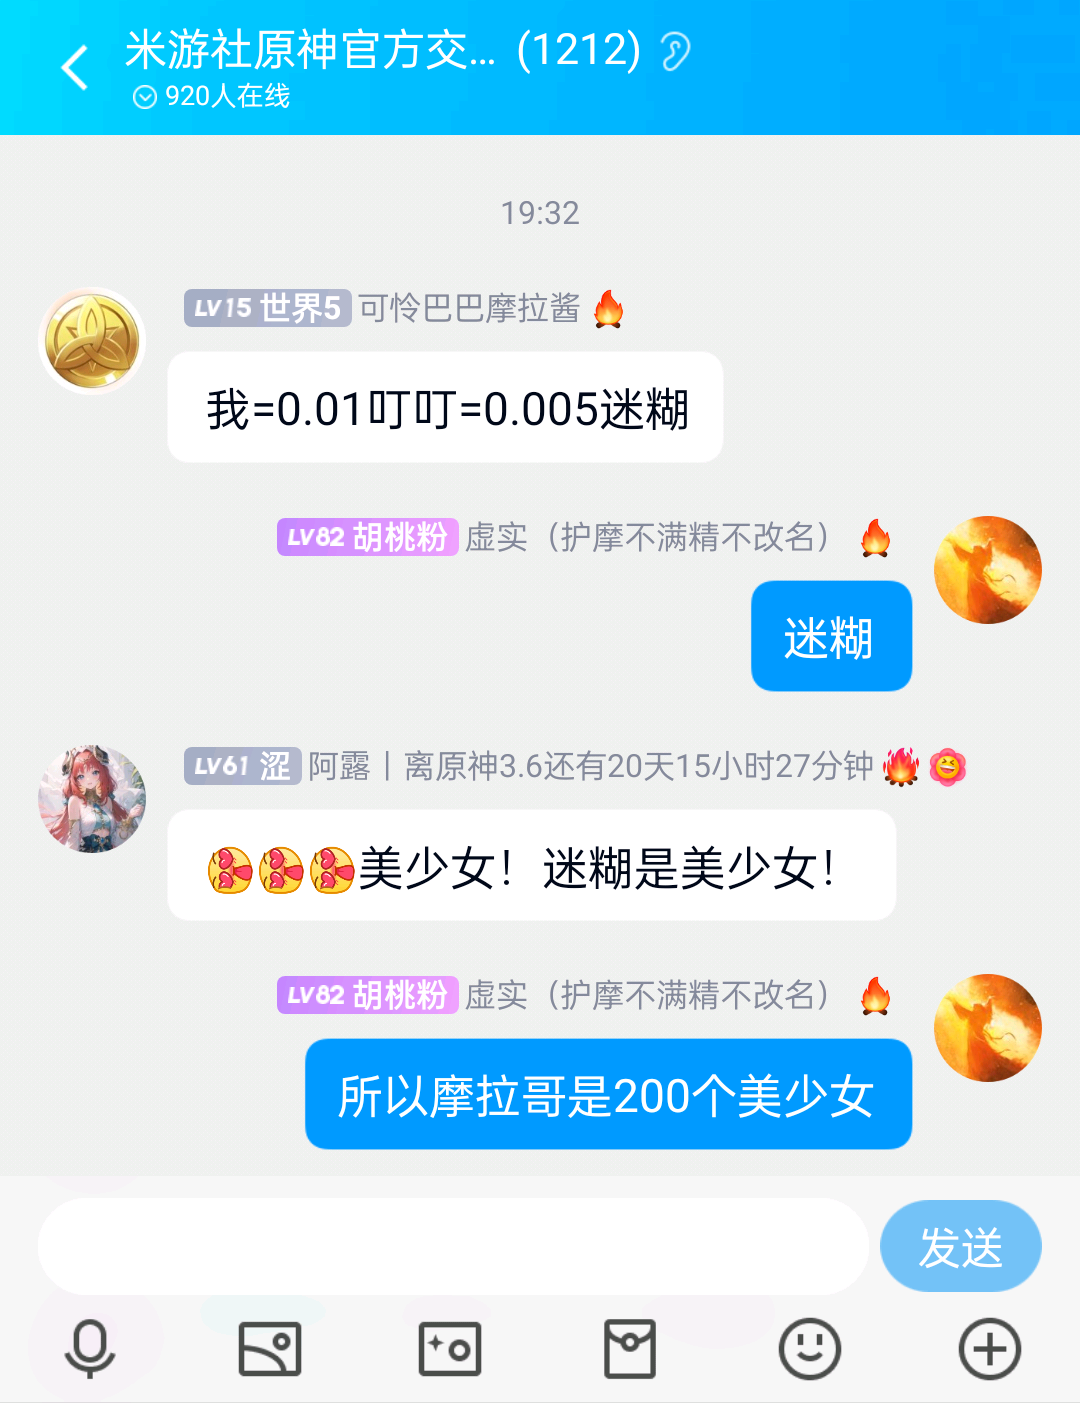 米游社原神官方交... (1212)
920人在线
19:32
LV15 世界5 可怜巴巴摩拉酱
我=0.01叮叮=0.005迷糊
LV82 胡桃粉 虚实（护摩不满精不改名）
迷糊
LV61 涩 阿露丨离原神3.6还有20天15小时27分钟
美少女！迷糊是美少女！
LV82 胡桃粉 虚实（护摩不满精不改名）
所以摩拉哥是200个美少女
发送